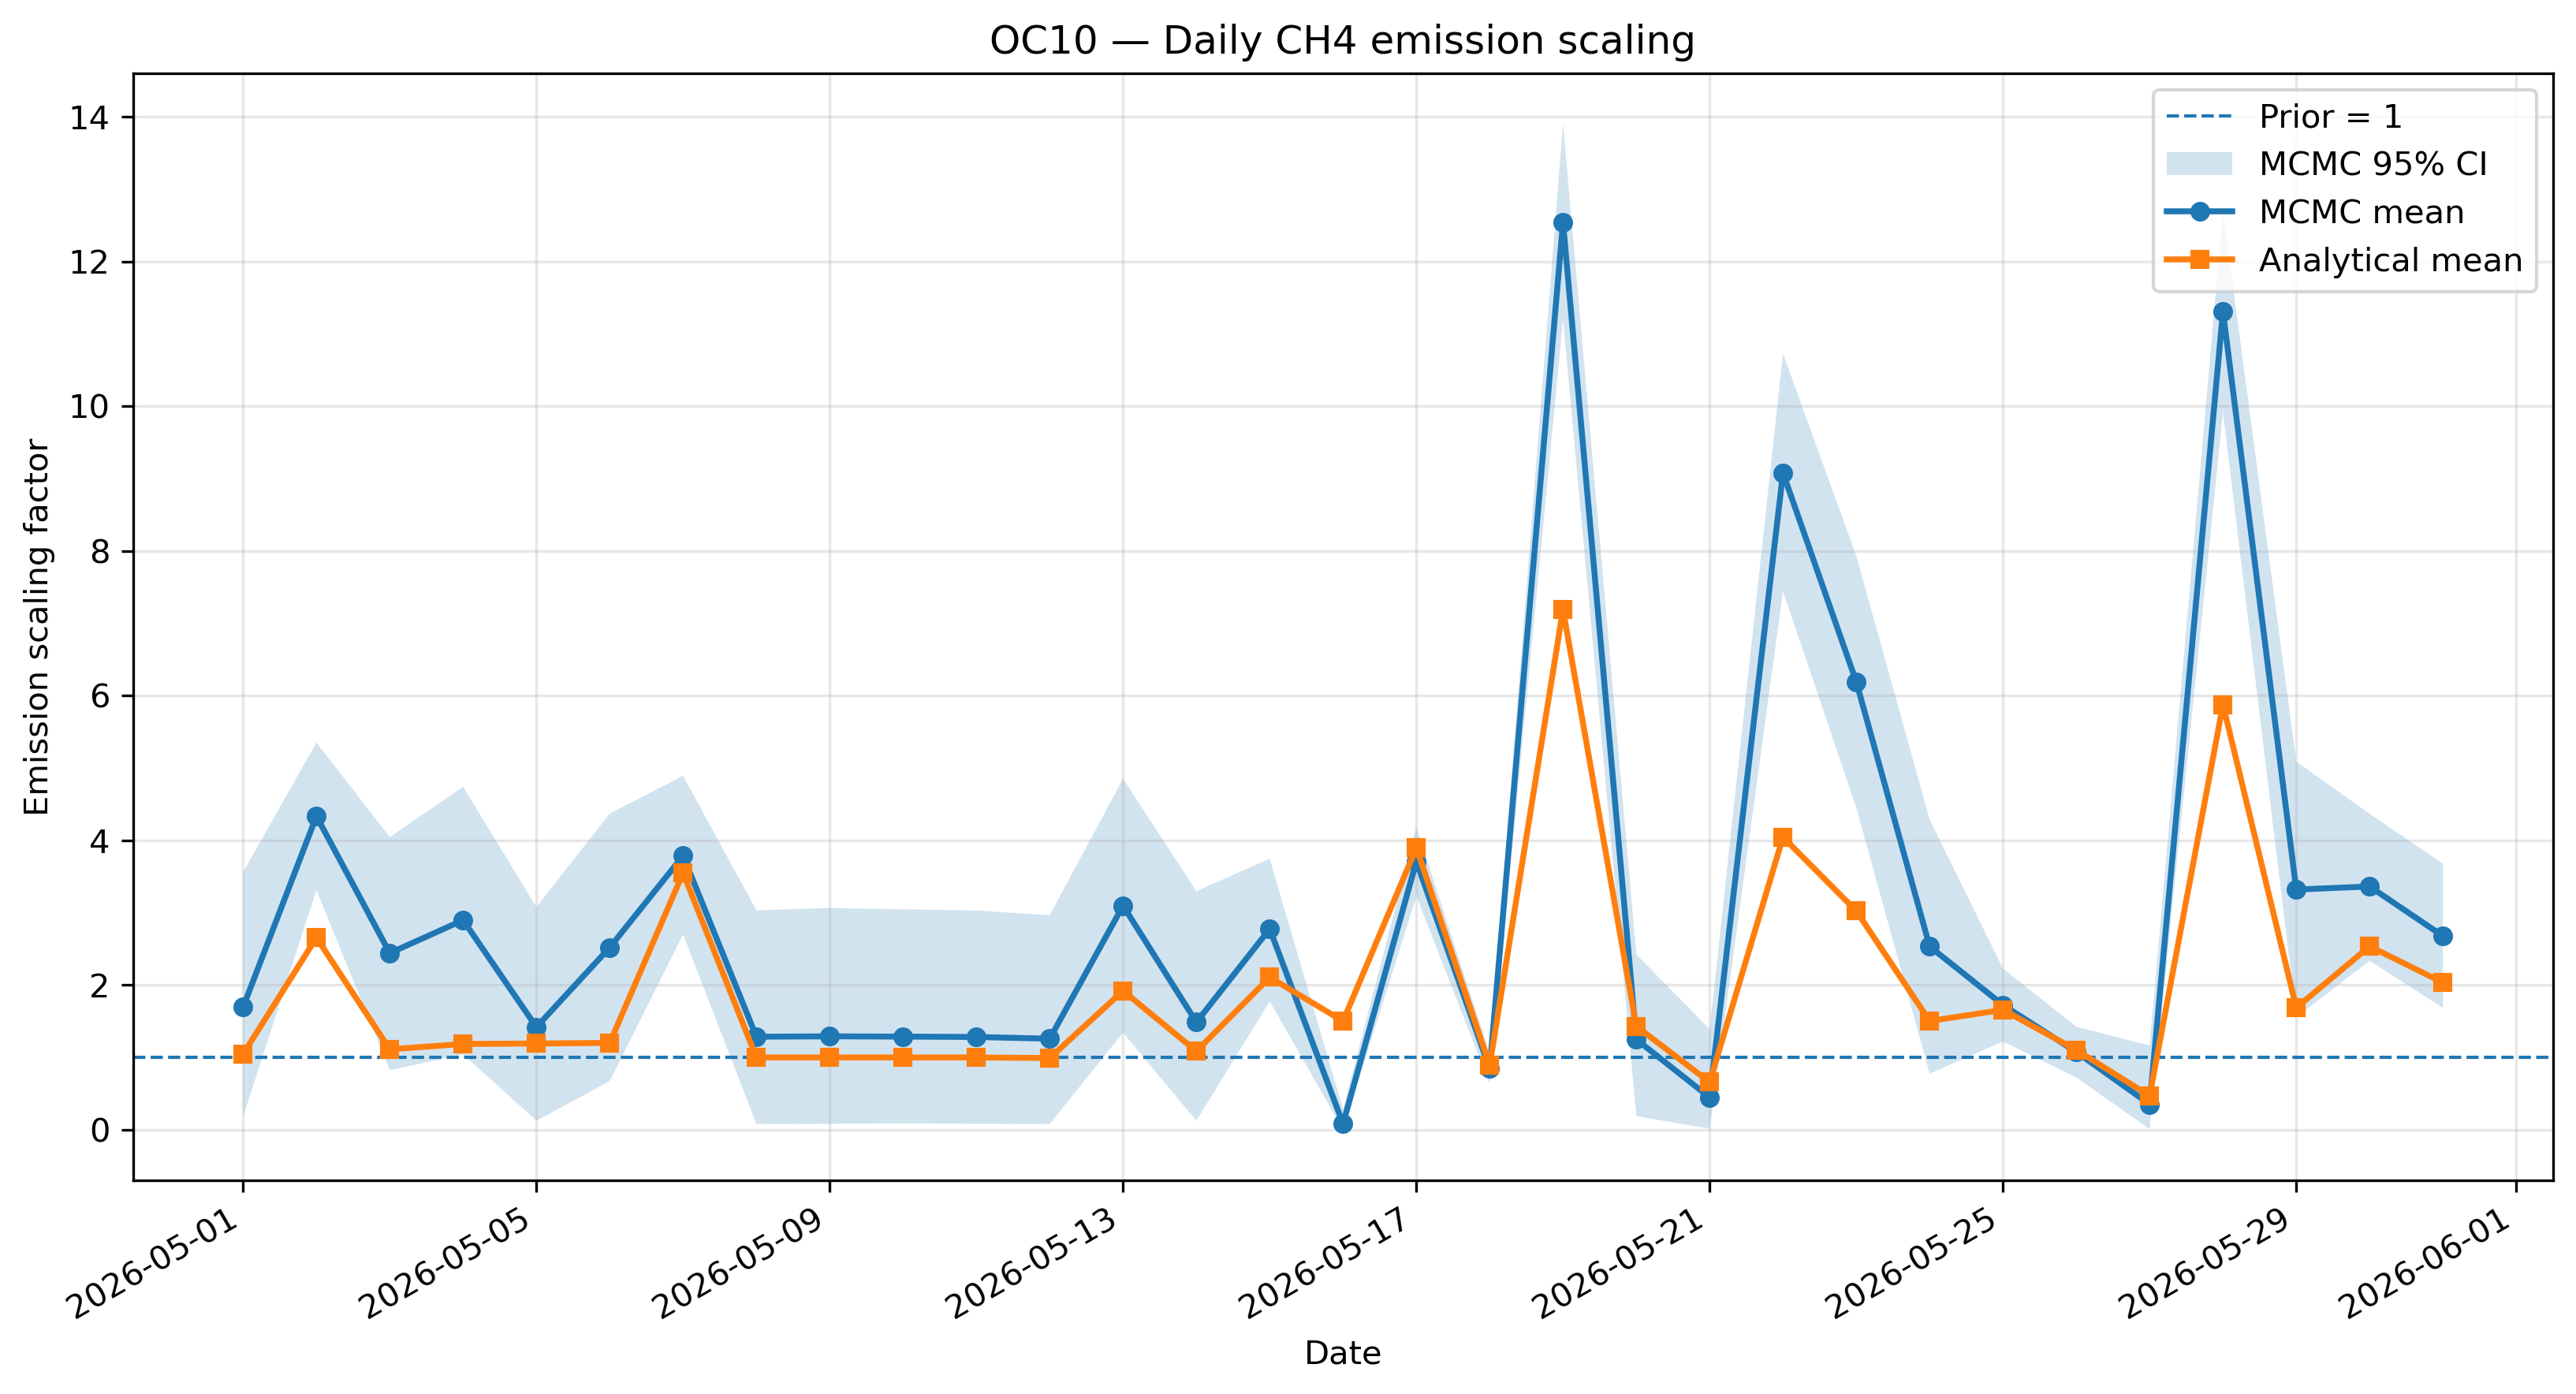 OC10 — Daily CH4 emission scaling
Prior = 1
MCMC 95% CI
MCMC mean
Analytical mean
Emission scaling factor
14
12
10
8
6
4
2
0
2026-05-01
2026-05-05
2026-05-09
2026-05-13
2026-05-17
2026-05-21
2026-05-25
2026-05-29
2026-06-01
Date